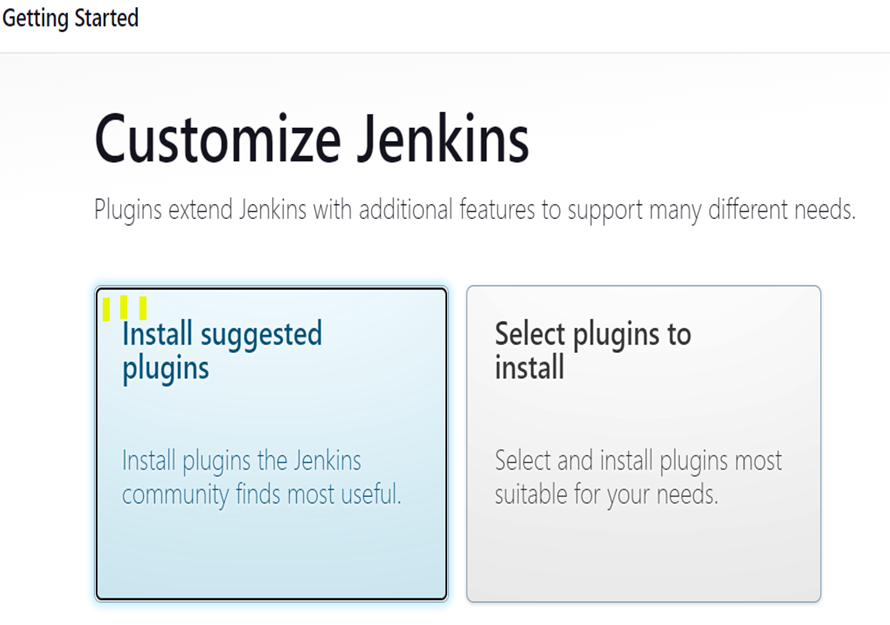 Getting Started
Customize Jenkins
Plugins extend Jenkins with additional features to support many different needs.
Install suggested
plugins
Install plugins the Jenkins
community finds most useful.
Select plugins to
install
Select and install plugins most
suitable for your needs.